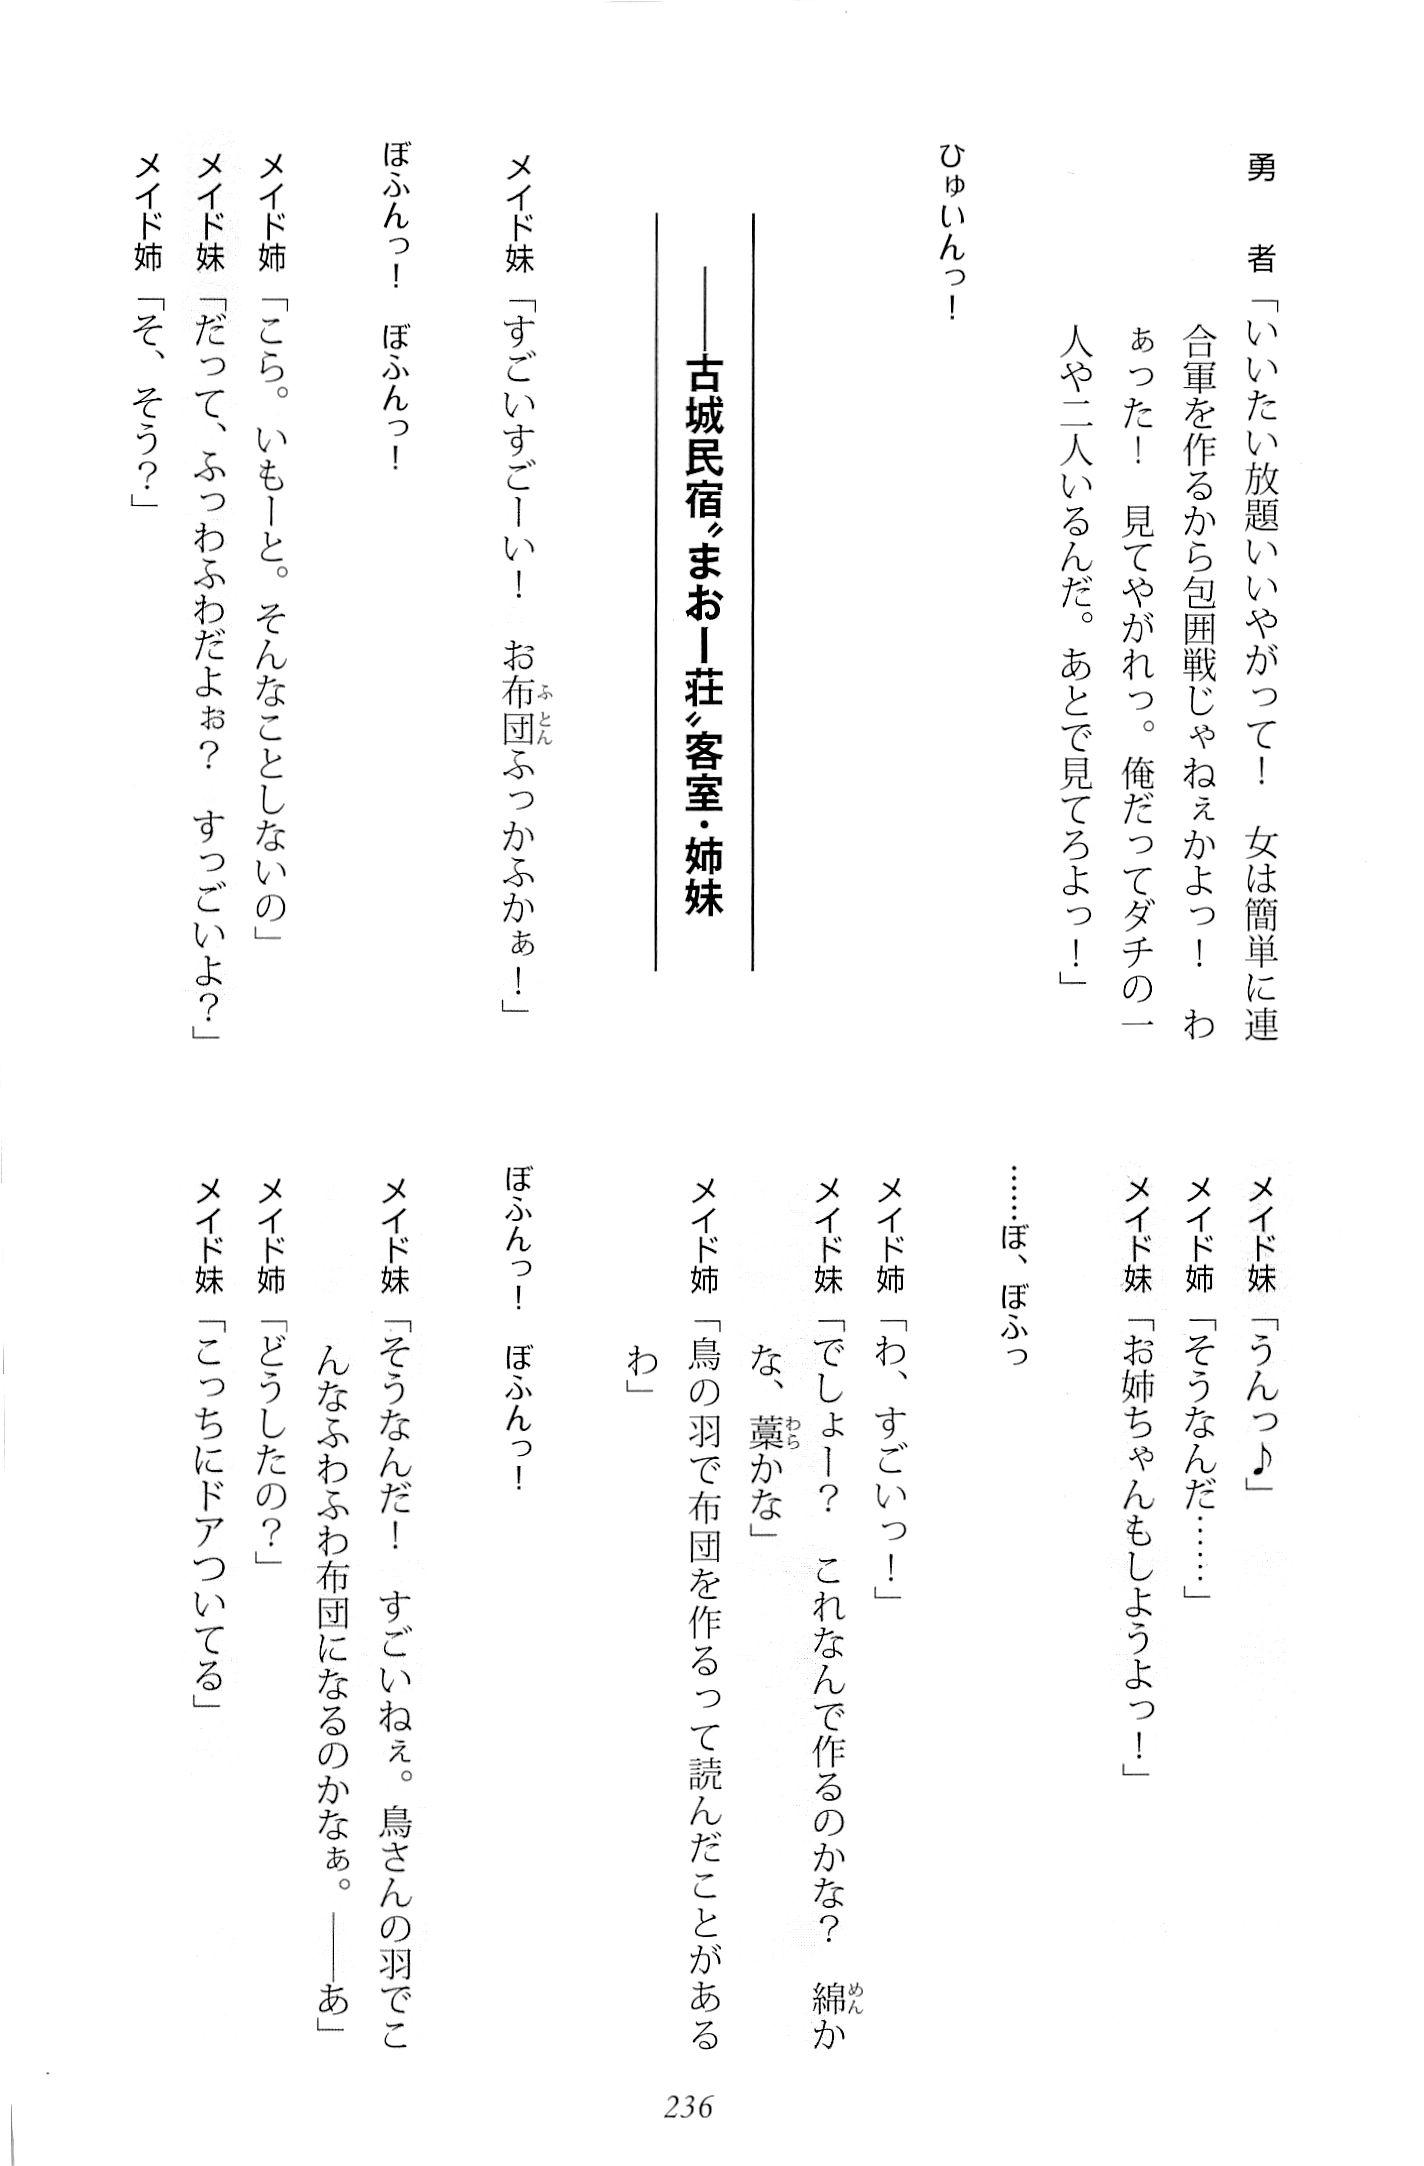 勇　者「いいたい放題いいやがって！　女は簡単に連
合軍を作るから包囲戦じゃねぇかよっ！　わ
ぁった！　見てやがれっ。俺だってダチの一
人や二人いるんだ。あとで見てろよっ！」
ひゅいんっ！
――古城民宿〝まおー荘〟客室・姉妹
メイド妹「すごいすごーい！　お布団ふっかふかぁ！」
ふとん
ぼふんっ！　ぼふんっ！
メイド姉「こら。いもーと。そんなことしないの」
メイド妹「だって、ふっわふわだよぉ？　すっごいよ？」
メイド姉「そ、そう？」
メイド妹「うんっ♪」
メイド姉「そうなんだ……」
メイド妹「お姉ちゃんもしようよっ！」
……ぼ、ぼふっ
メイド姉「わ、すごいっ！」
メイド妹「でしょー？　これなんで作るのかな？　綿か
めん
な、藁かな」
わら
メイド姉「鳥の羽で布団を作るって読んだことがある
わ」
ぼふんっ！　ぼふんっ！
メイド妹「そうなんだ！　すごいねぇ。鳥さんの羽でこ
んなふわふわ布団になるのかなぁ。――あ」
メイド姉「どうしたの？」
メイド妹「こっちにドアついてる」
236